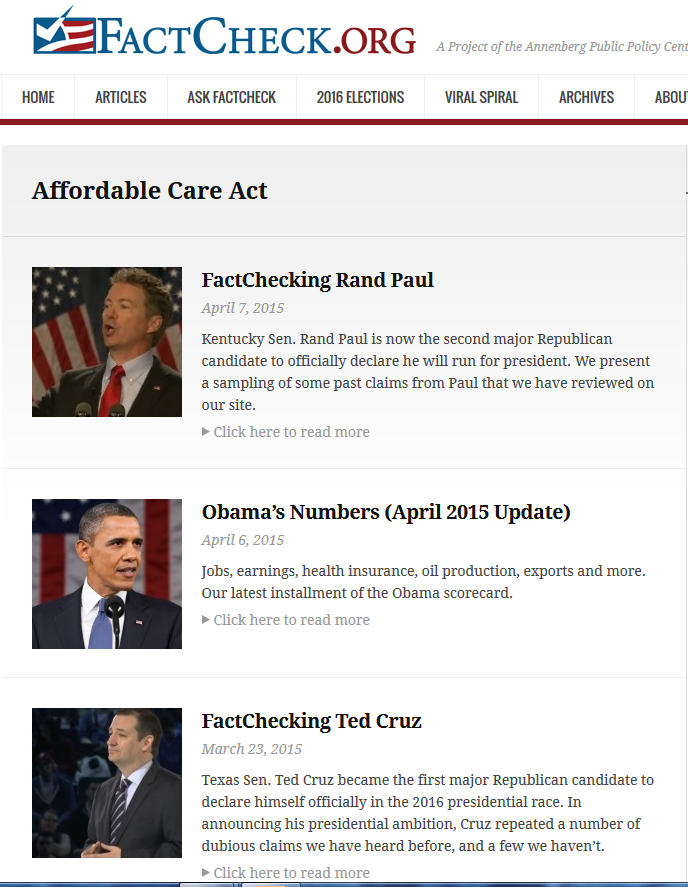 FACTCHECK.ORG
A Project of the Annenberg Public Policy Cent
HOME
ARTICLES
ASK FACTCHECK
2016 ELECTIONS
VIRAL SPIRAL
ARCHIVES
ABOU
Affordable Care Act
FactChecking Rand Paul
April 7, 2015
Kentucky Sen. Rand Paul is now the second major Republican
candidate to officially declare he will run for president. We present
a sampling of some past claims from Paul that we have reviewed on
our site.
Click here to read more
Obama’s Numbers (April 2015 Update)
April 6, 2015
Jobs, earnings, health insurance, oil production, exports and more.
Our latest installment of the Obama scorecard.
Click here to read more
FactChecking Ted Cruz
March 23, 2015
Texas Sen. Ted Cruz became the first major Republican candidate to
declare himself officially in the 2016 presidential race. In
announcing his presidential ambition, Cruz repeated a number of
dubious claims we have heard before, and a few we haven’t.
Click here to read more